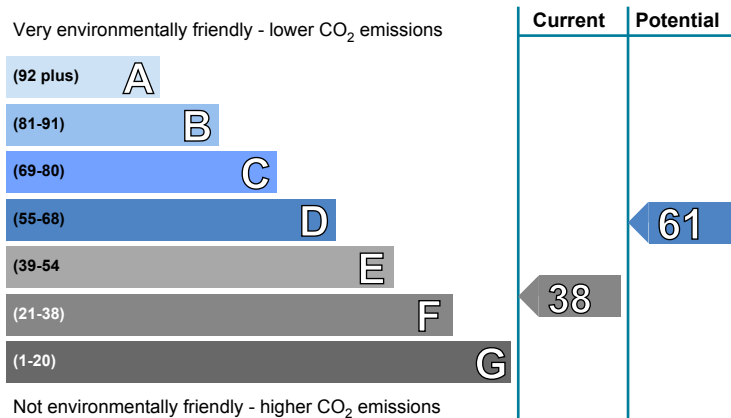 Very environmentally friendly - lower CO₂ emissions
Current
Potential
(92 plus) A
(81-91) B
(69-80) C
(55-68) D
61
(39-54 E
38
(21-38) F
(1-20) G
Not environmentally friendly - higher CO₂ emissions